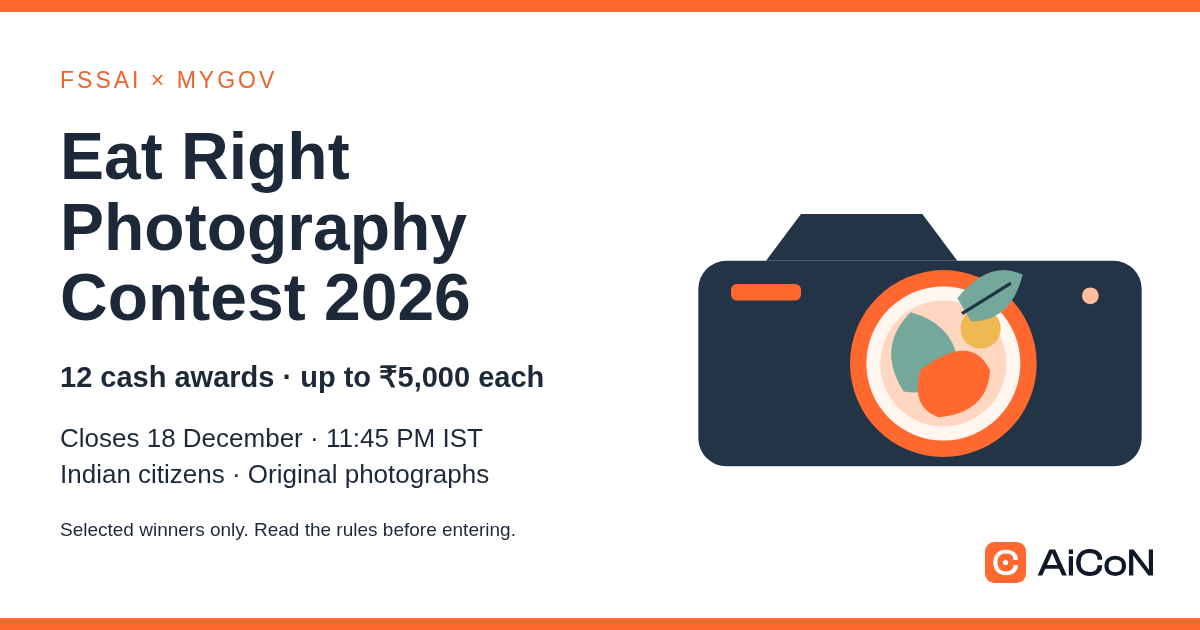 FSSAI × MYGOV
Eat Right
Photography
Contest 2026
12 cash awards · up to ₹5,000 each
Closes 18 December · 11:45 PM IST
Indian citizens · Original photographs
Selected winners only. Read the rules before entering.
AiCoN